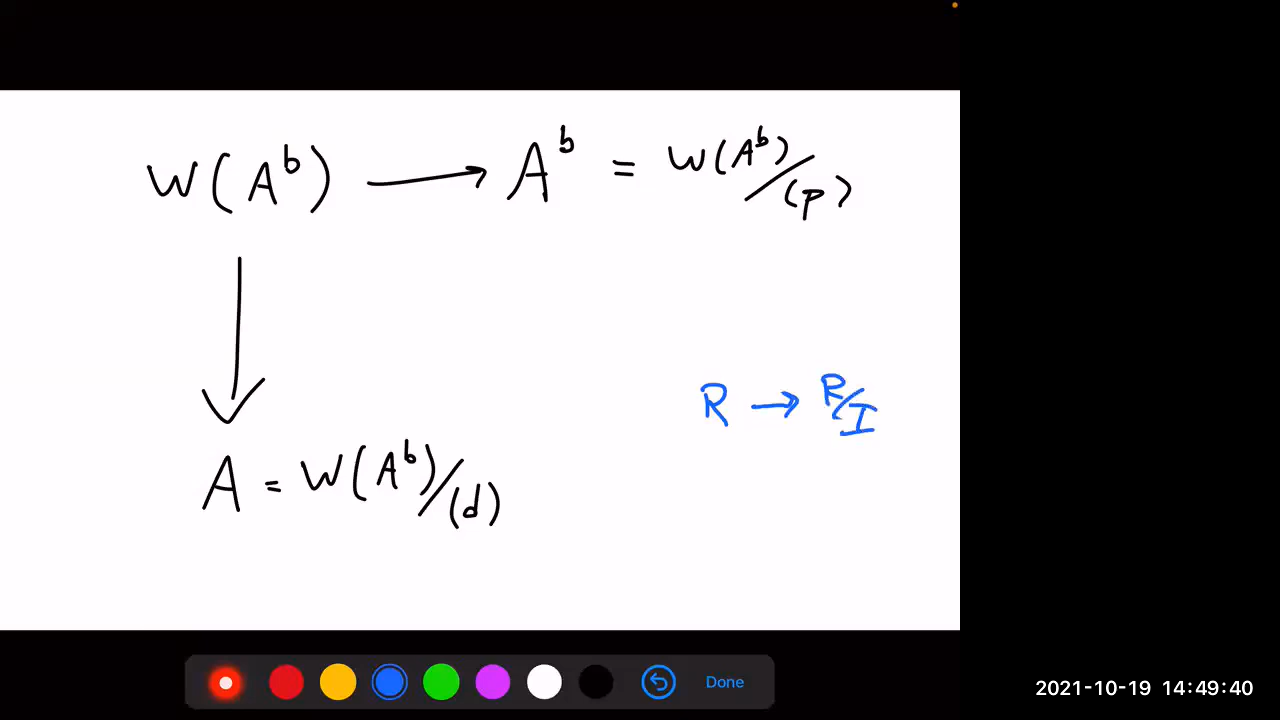 W(A^b) → A^b = W(A^b)/(p)
↓
R → R/I
A = W(A^b)/(d)
Done
2021-10-19 14:49:40